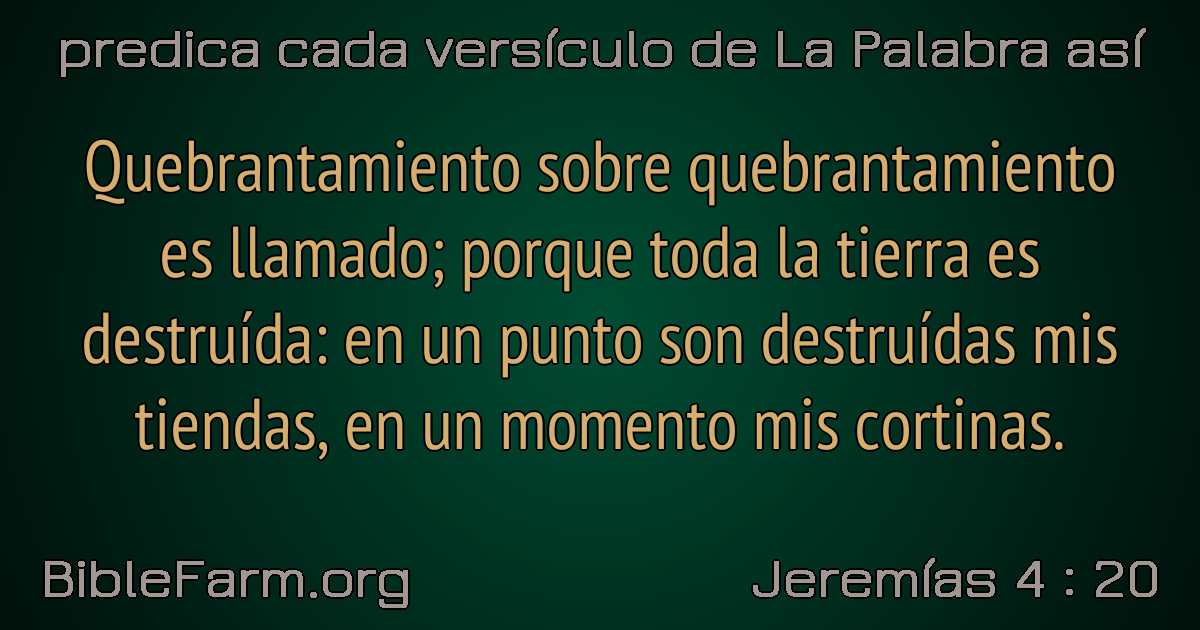 predica cada versículo de La Palabra así
Quebrantamiento sobre quebrantamiento
es llamado; porque toda la tierra es
destruída: en un punto son destruídas mis
tiendas, en un momento mis cortinas.
BibleFarm.org
Jeremías 4 : 20